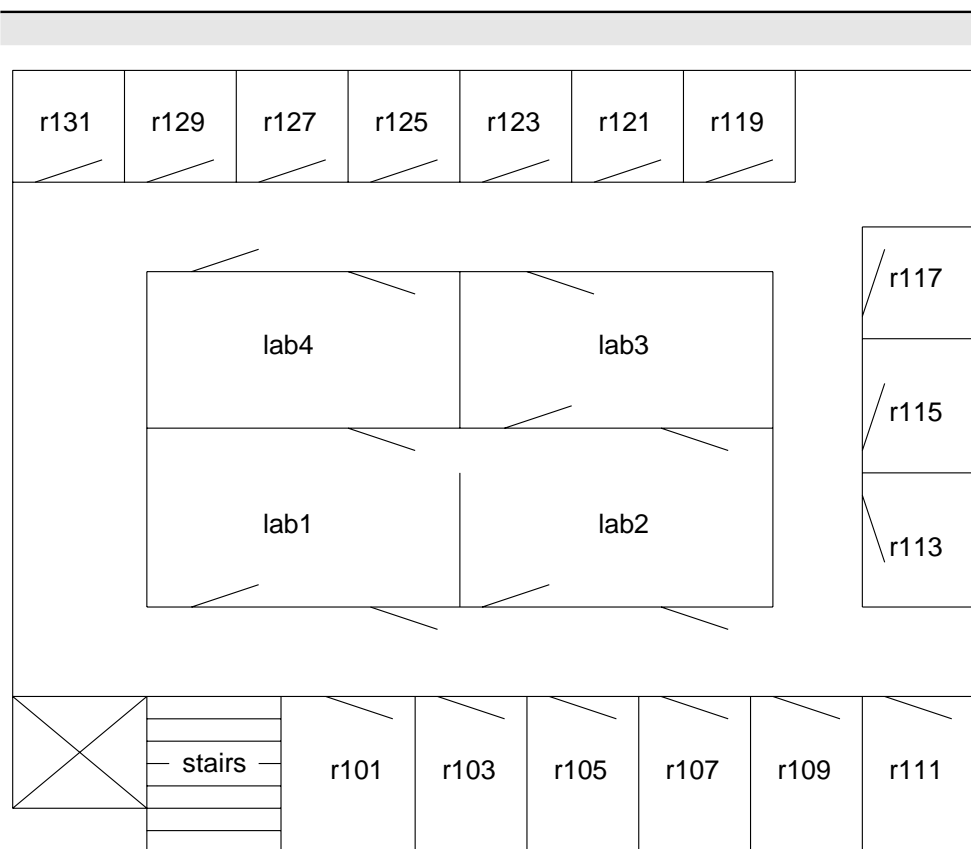 r131 r129 r127 r125 r123 r121 r119
r117
lab4 lab3
r115
lab1 lab2
r113
stairs r101 r103 r105 r107 r109 r111